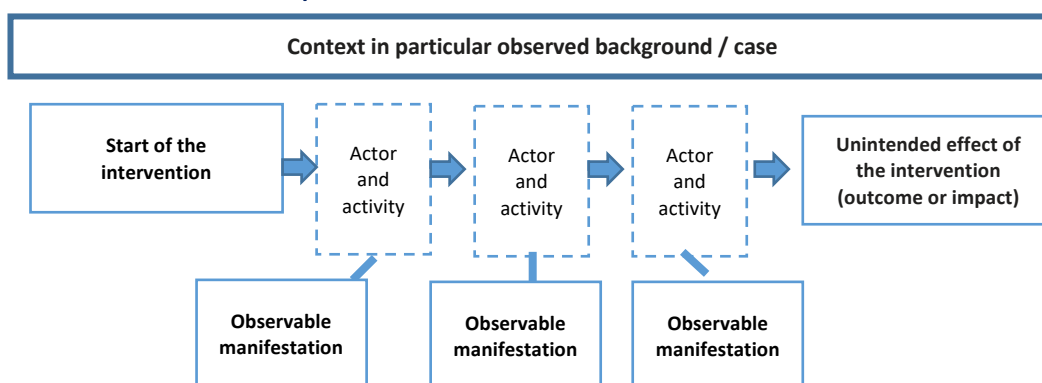 Context in particular observed background / case
Start of the
intervention
Actor
and
activity
Actor
and
activity
Actor
and
activity
Unintended effect of
the intervention
(outcome or impact)
Observable
manifestation
Observable
manifestation
Observable
manifestation